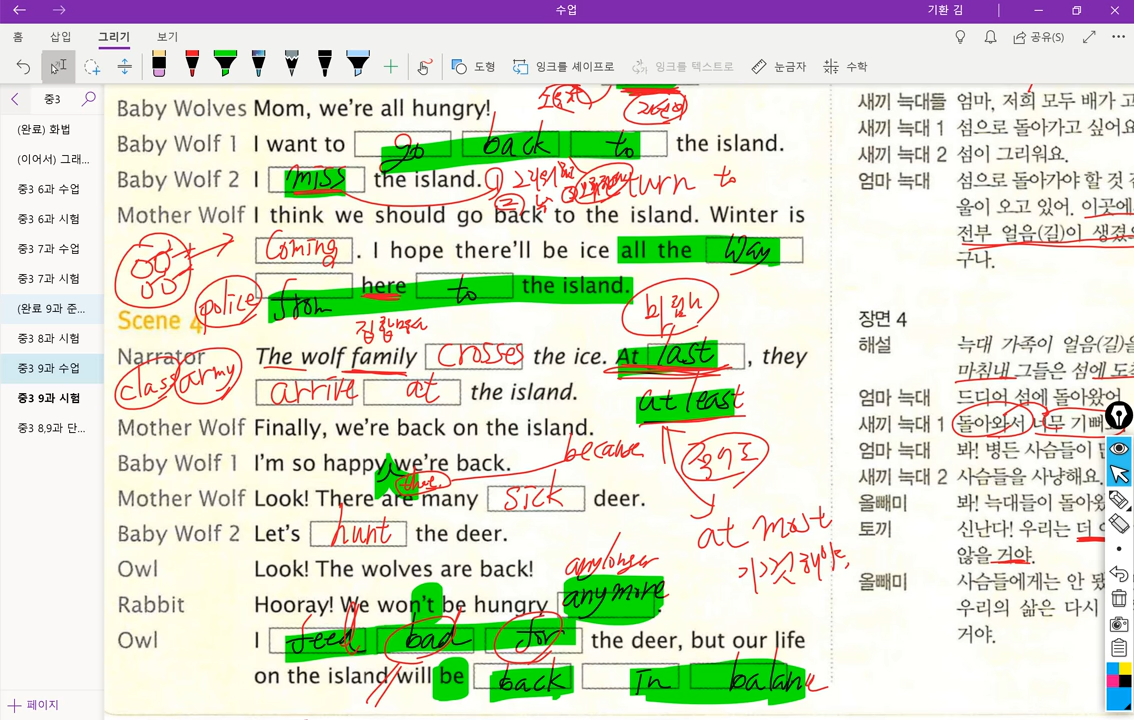 수업
기환 김
홈 삽입 그리기 보기
공유(S)
도형 잉크를 셰이프로 잉크를 텍스트로 눈금자 수학
중3
(완료) 화법
(이어서) 그래...
중3 6과 수업
중3 6과 시험
중3 7과 수업
중3 7과 시험
(완료 9과 준...
중3 8과 시험
중3 9과 수업
중3 9과 시험
중3 8,9과 단...
페이지
Baby Wolves Mom, we're all hungry!
Baby Wolf 1 I want to go back to the island.
Baby Wolf 2 I miss the island.
turn to
Mother Wolf I think we should go back to the island. Winter is
coming. I hope there'll be ice all the way
from here to the island.
police
Scene 4
집합명사
비로소
Narrator The wolf family crosses the ice. At last, they
class army
arrive at the island.
at least
Mother Wolf Finally, we're back on the island.
because
적어도
Baby Wolf 1 I'm so happy we're back.
that
Mother Wolf Look! There are many sick deer.
at most
Baby Wolf 2 Let's hunt the deer.
Owl Look! The wolves are back!
any longer
Rabbit Hooray! We won't be hungry anymore.
Owl I feel bad for the deer, but our life
on the island will be back in balance
새끼 늑대들 엄마, 저희 모두 배가 고
새끼 늑대 1 섬으로 돌아가고 싶어요
새끼 늑대 2 섬이 그리워요.
엄마 늑대 섬으로 돌아가야 할 것 같
울이 오고 있어. 이곳에
전부 얼음(길)이 생겼으
구나.
장면 4
해설 늑대 가족이 얼음(길)을
마침내 그들은 섬에 도착
엄마 늑대 드디어 섬에 돌아왔어
새끼 늑대 1 돌아와서 너무 기뻐요
엄마 늑대 봐! 병든 사슴들이 많
새끼 늑대 2 사슴들을 사냥해요.
올빼미 봐! 늑대들이 돌아왔
토끼 신난다! 우리는 더 이
않을 거야.
올빼미 사슴들에게는 안 됐
우리의 삶은 다시
거야.